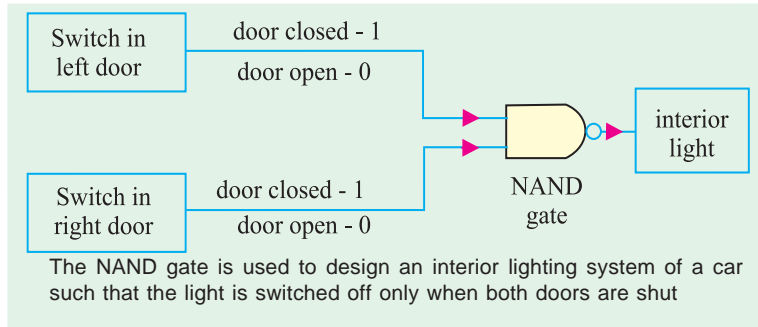 Switch in
left door
door closed - 1
door open - 0
interior
light
NAND
gate
Switch in
right door
door closed - 1
door open - 0
The NAND gate is used to design an interior lighting system of a car
such that the light is switched off only when both doors are shut